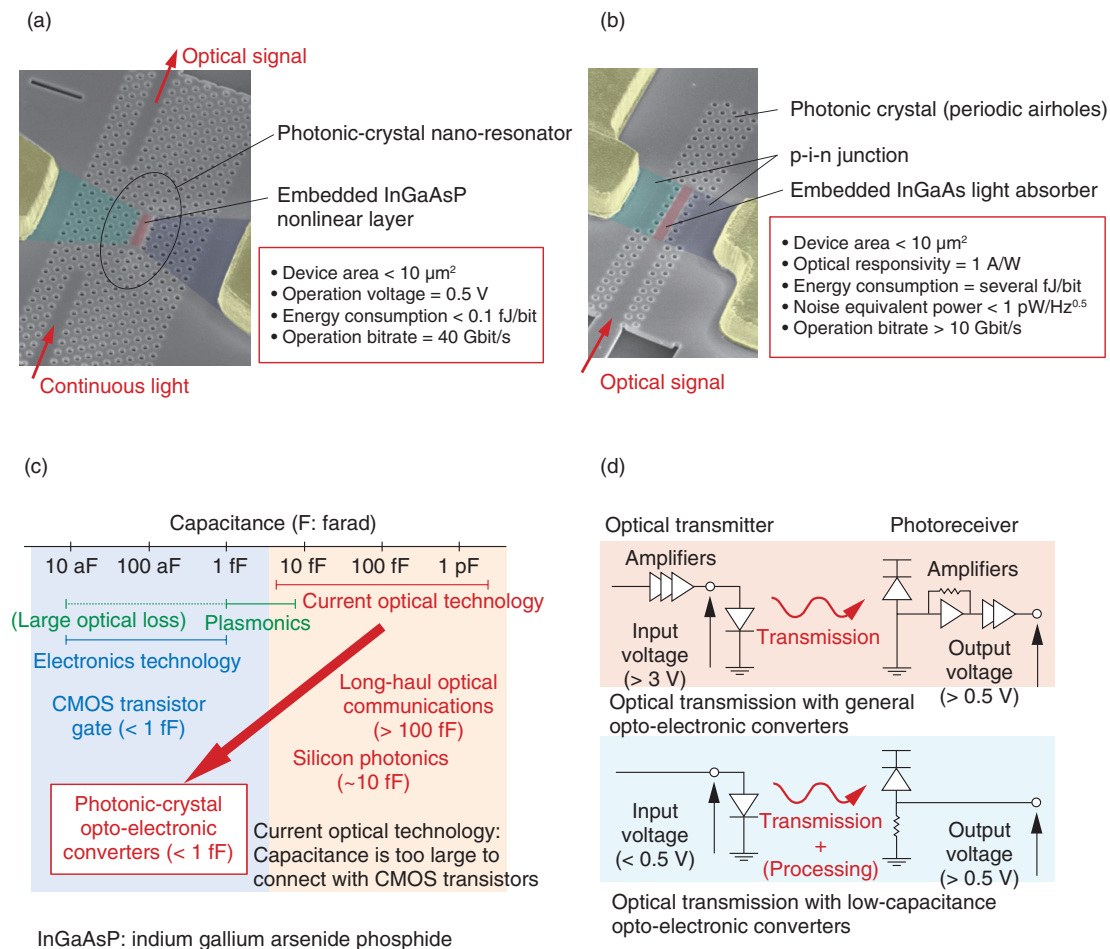 (a)
Optical signal
Photonic-crystal nano-resonator
Embedded InGaAsP
nonlinear layer
• Device area < 10 µm²
• Operation voltage = 0.5 V
• Energy consumption < 0.1 fJ/bit
• Operation bitrate = 40 Gbit/s
Continuous light
(b)
Photonic crystal (periodic airholes)
p-i-n junction
Embedded InGaAs light absorber
• Device area < 10 µm²
• Optical responsivity = 1 A/W
• Energy consumption = several fJ/bit
• Noise equivalent power < 1 pW/Hz⁰·⁵
• Operation bitrate > 10 Gbit/s
Optical signal
(c)
Capacitance (F: farad)
10 aF 100 aF 1 fF 10 fF 100 fF 1 pF
Current optical technology
(Large optical loss) Plasmonics
Electronics technology
CMOS transistor
gate (< 1 fF)
Long-haul optical
communications
(> 100 fF)
Silicon photonics
(~10 fF)
Photonic-crystal
opto-electronic
converters (< 1 fF)
Current optical technology:
Capacitance is too large to
connect with CMOS transistors
InGaAsP: indium gallium arsenide phosphide
(d)
Optical transmitter Photoreceiver
Amplifiers Amplifiers
Transmission
Input
voltage
(> 3 V)
Output
voltage
(> 0.5 V)
Optical transmission with general
opto-electronic converters
Input
voltage
(< 0.5 V)
Transmission
+
(Processing)
Output
voltage
(> 0.5 V)
Optical transmission with low-capacitance
opto-electronic converters